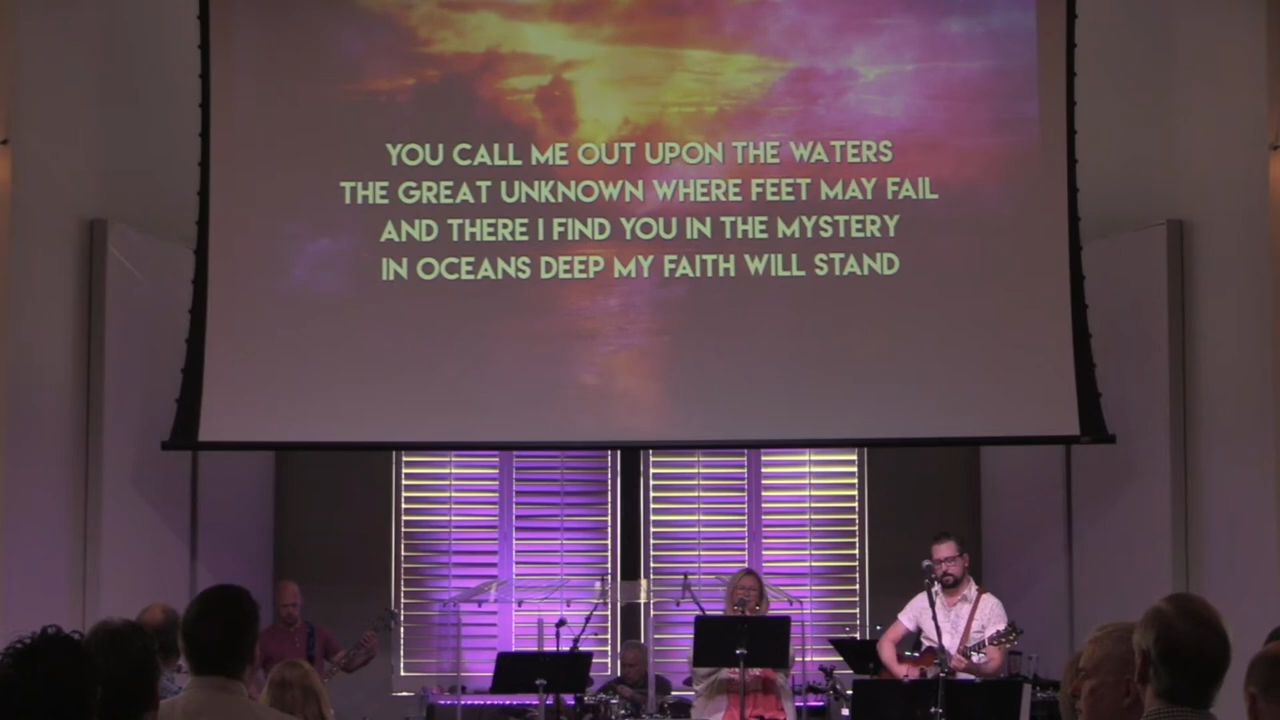 YOU CALL ME OUT UPON THE WATERS
THE GREAT UNKNOWN WHERE FEET MAY FAIL
AND THERE I FIND YOU IN THE MYSTERY
IN OCEANS DEEP MY FAITH WILL STAND